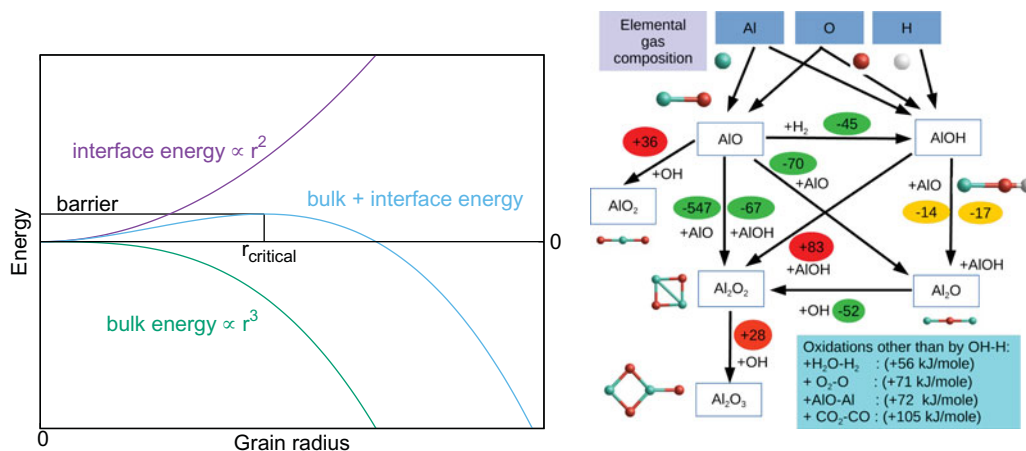 interface energy ∝ r²
bulk + interface energy
barrier
0
r_critical
bulk energy ∝ r³
Energy
0
Grain radius
Elemental
gas
composition
Al
O
H
AlO
+H₂
-45
AlOH
+36
+OH
-70
+AlO
AlO₂
-547
-67
+AlO
+AlOH
+AlO
-14
-17
+83
+AlOH
+AlOH
Al₂O₂
+OH
-52
Al₂O
+28
+OH
Al₂O₃
Oxidations other than by OH-H:
+H₂O-H₂ : (+56 kJ/mole)
+ O₂-O : (+71 kJ/mole)
+AlO-Al : (+72 kJ/mole)
+ CO₂-CO : (+105 kJ/mole)